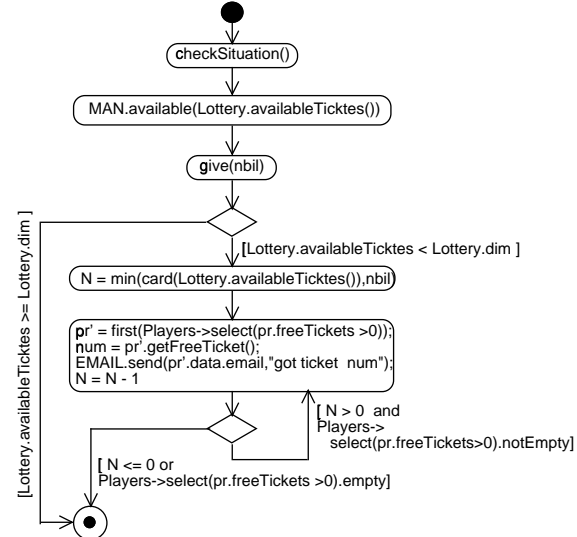 checkSituation()
MAN.available(Lottery.availableTicktes())
give(nbil)
[Lottery.availableTicktes >= Lottery.dim ]
[Lottery.availableTicktes < Lottery.dim ]
N = min(card(Lottery.availableTickets()),nbil)
pr' = first(Players->select(pr.freeTickets >0));
num = pr'.getFreeTicket();
EMAIL.send(pr'.data.email,"got ticket  num");
N = N - 1
[ N > 0  and
Players->
select(pr.freeTickets>0).notEmpty]
[ N <= 0 or
Players->select(pr.freeTickets >0).empty]